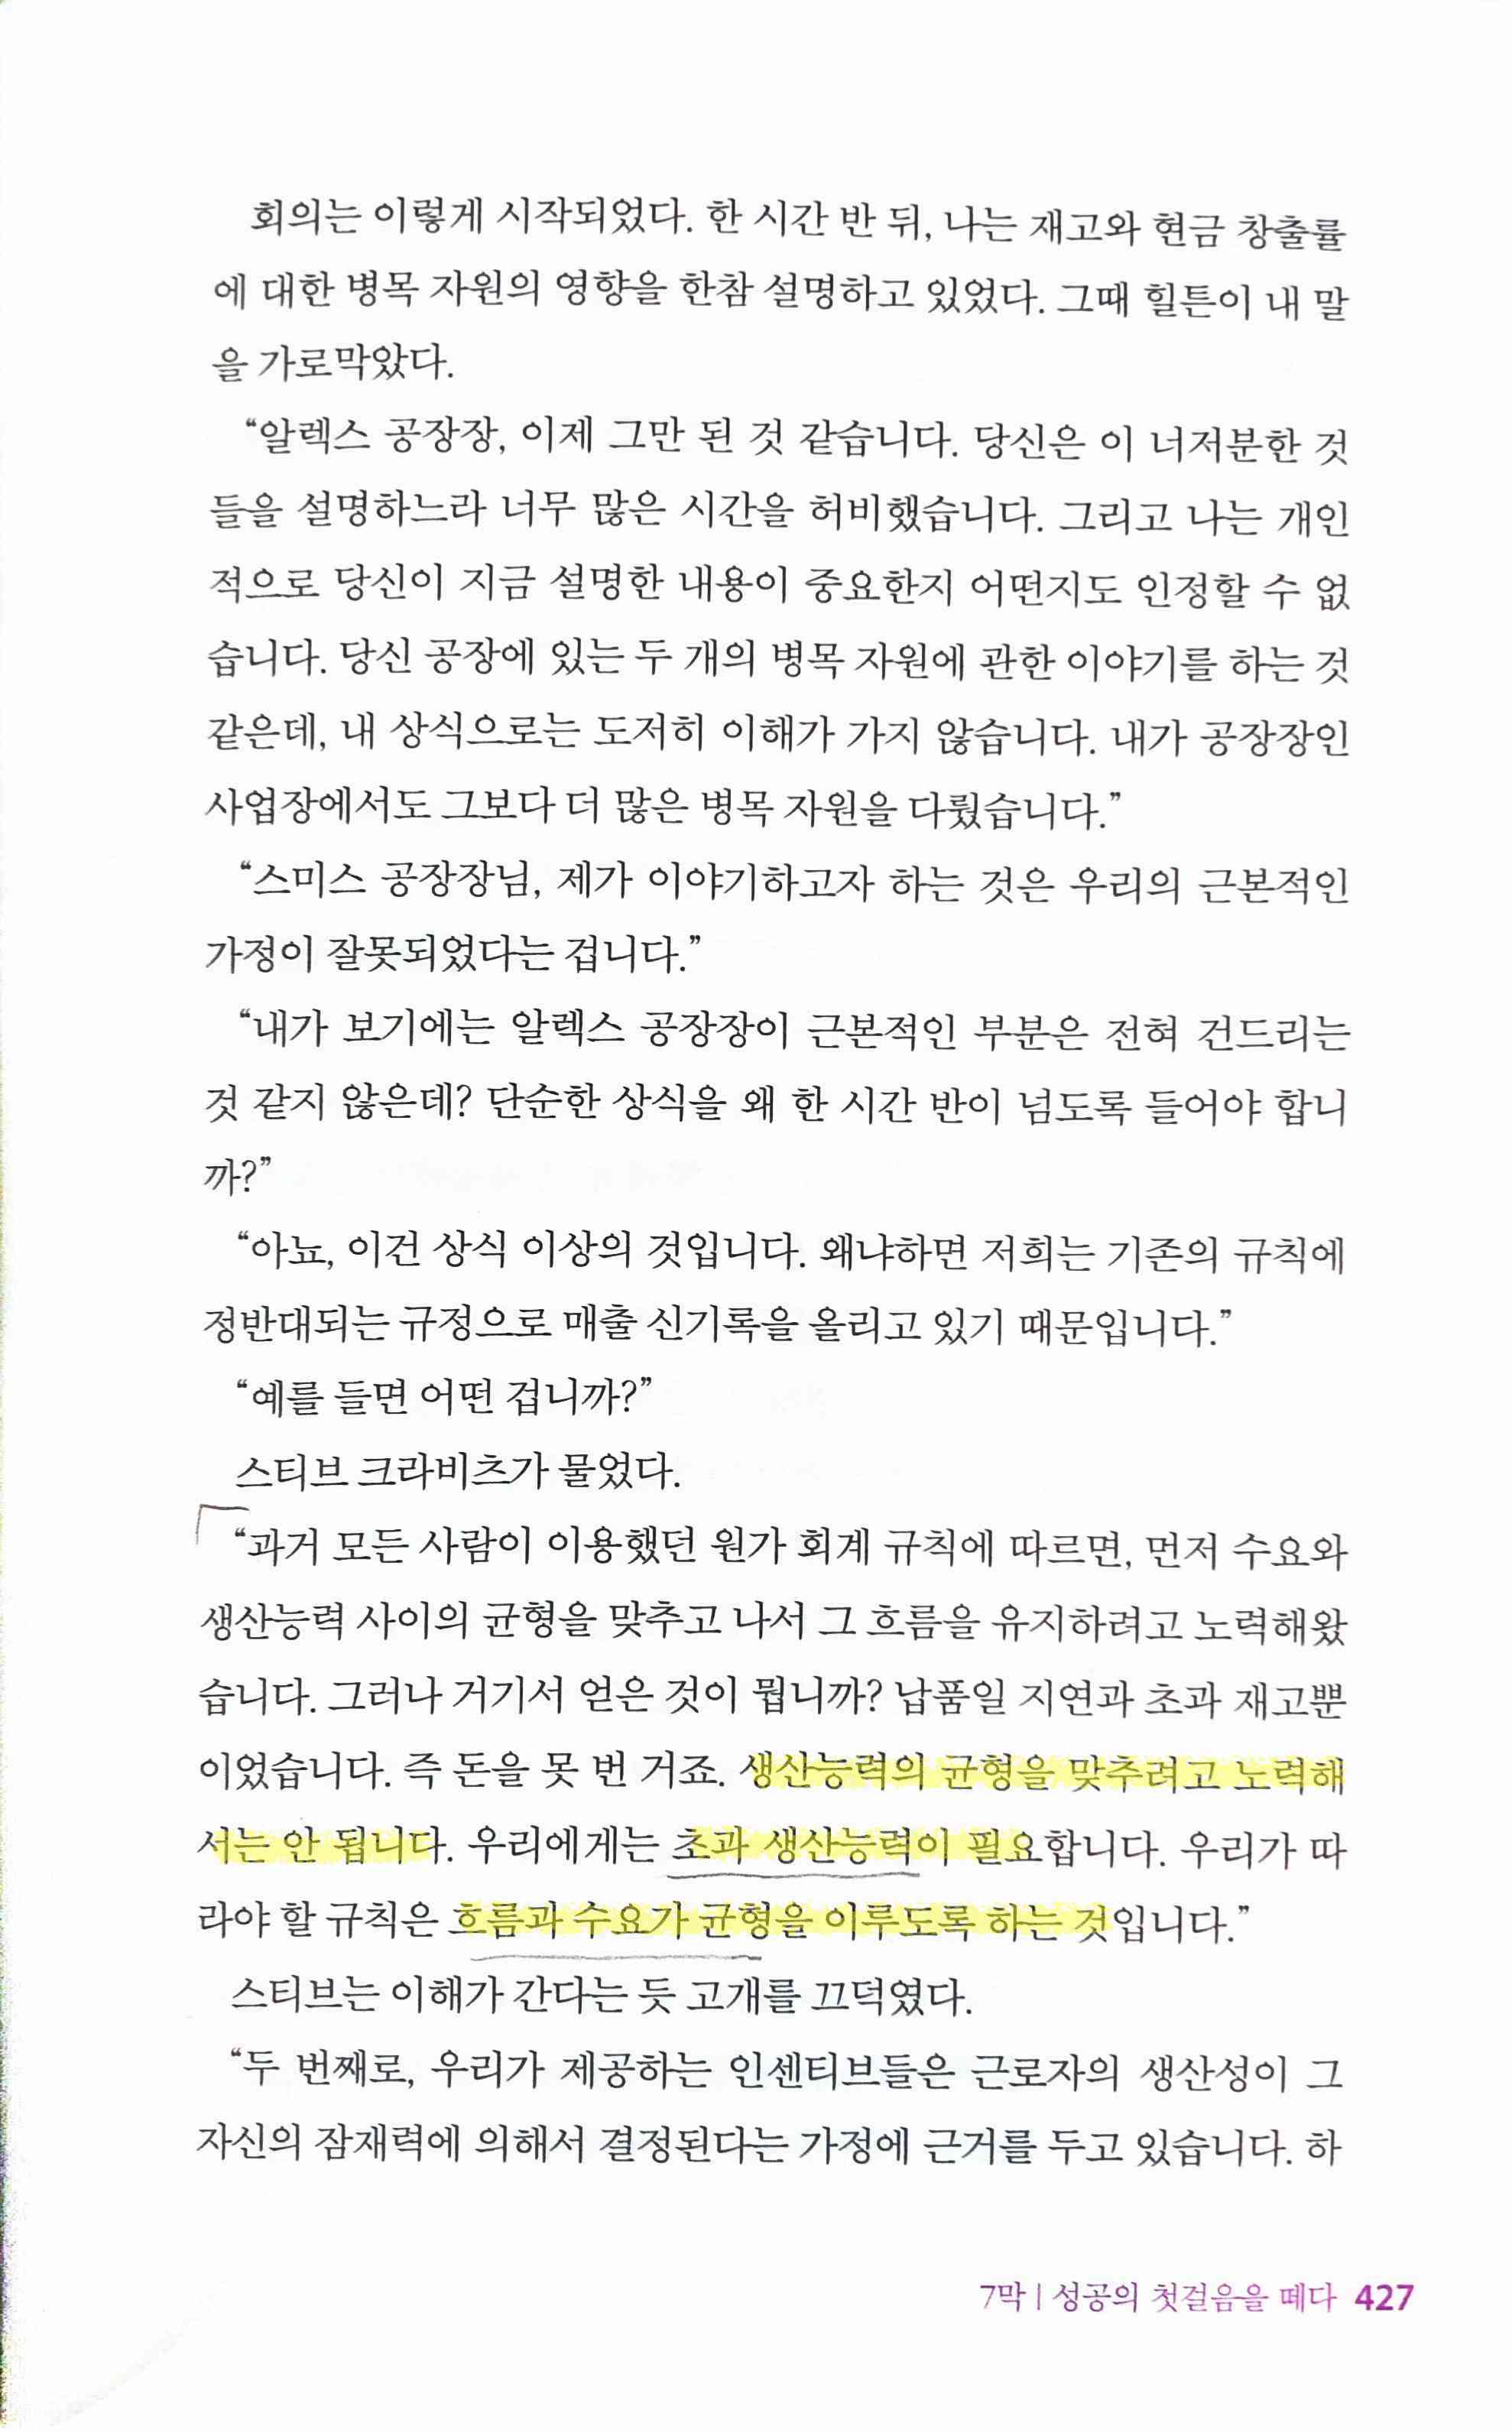 회의는 이렇게 시작되었다. 한 시간 반 뒤, 나는 재고와 현금 창출률
에 대한 병목 자원의 영향을 한참 설명하고 있었다. 그때 힐튼이 내 말
을 가로막았다.
“알렉스 공장장, 이제 그만 된 것 같습니다. 당신은 이 너저분한 것
들을 설명하느라 너무 많은 시간을 허비했습니다. 그리고 나는 개인
적으로 당신이 지금 설명한 내용이 중요한지 어떤지도 인정할 수 없
습니다. 당신 공장에 있는 두 개의 병목 자원에 관한 이야기를 하는 것
같은데, 내 상식으로는 도저히 이해가 가지 않습니다. 내가 공장장인
사업장에서도 그보다 더 많은 병목 자원을 다뤘습니다.”
“스미스 공장장님, 제가 이야기하고자 하는 것은 우리의 근본적인
가정이 잘못되었다는 겁니다.”
“내가 보기에는 알렉스 공장장이 근본적인 부분은 전혀 건드리는
것 같지 않은데? 단순한 상식을 왜 한 시간 반이 넘도록 들어야 합니
까?”
“아뇨, 이건 상식 이상의 것입니다. 왜냐하면 저희는 기존의 규칙에
정반대되는 규정으로 매출 신기록을 올리고 있기 때문입니다.”
“예를 들면 어떤 겁니까?”
스티브 크라비츠가 물었다.
“과거 모든 사람이 이용했던 원가 회계 규칙에 따르면, 먼저 수요와
생산능력 사이의 균형을 맞추고 나서 그 흐름을 유지하려고 노력해왔
습니다. 그러나 거기서 얻은 것이 뭡니까? 납품일 지연과 초과 재고뿐
이었습니다. 즉 돈을 못 번 거죠. 생산능력의 균형을 맞추려고 노력해
서는 안 됩니다. 우리에게는 초과 생산능력이 필요합니다. 우리가 따
라야 할 규칙은 흐름과 수요가 균형을 이루도록 하는 것입니다.”
스티브는 이해가 간다는 듯 고개를 끄덕였다.
“두 번째로, 우리가 제공하는 인센티브들은 근로자의 생산성이 그
자신의 잠재력에 의해서 결정된다는 가정에 근거를 두고 있습니다. 하
7막 | 성공의 첫걸음을 떼다 427